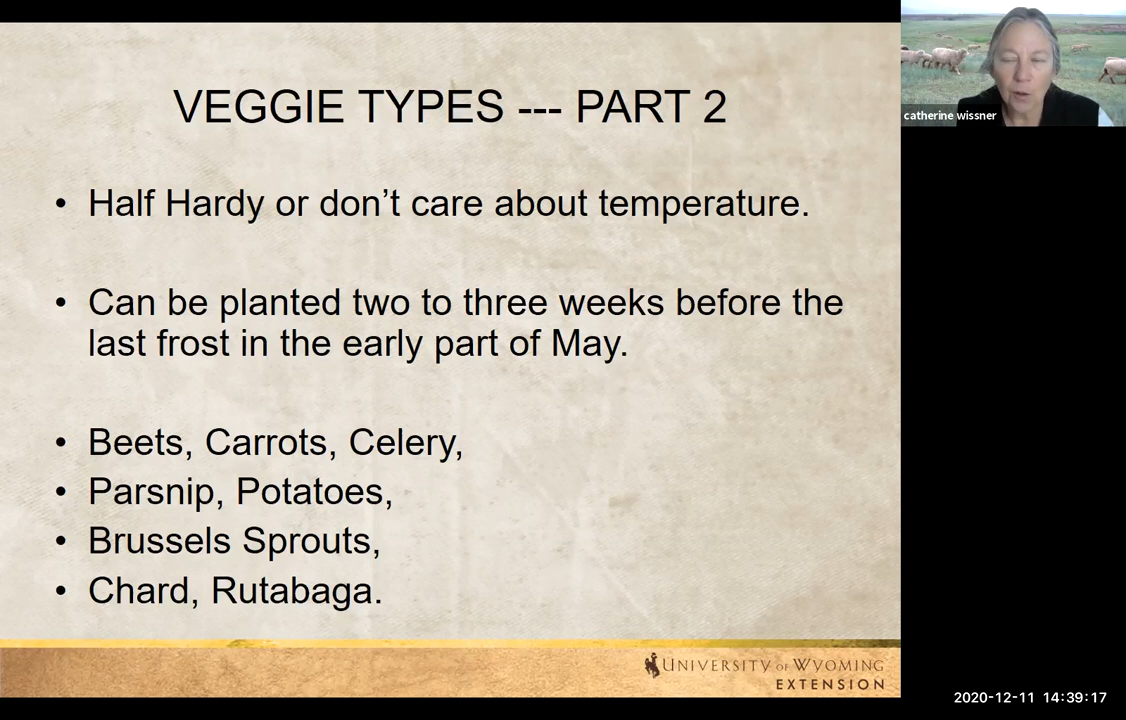 VEGGIE TYPES --- PART 2
• Half Hardy or don’t care about temperature.
• Can be planted two to three weeks before the
last frost in the early part of May.
• Beets, Carrots, Celery,
• Parsnip, Potatoes,
• Brussels Sprouts,
• Chard, Rutabaga.
UNIVERSITY OF WYOMING
EXTENSION
catherine wissner
2020-12-11 14:39:17